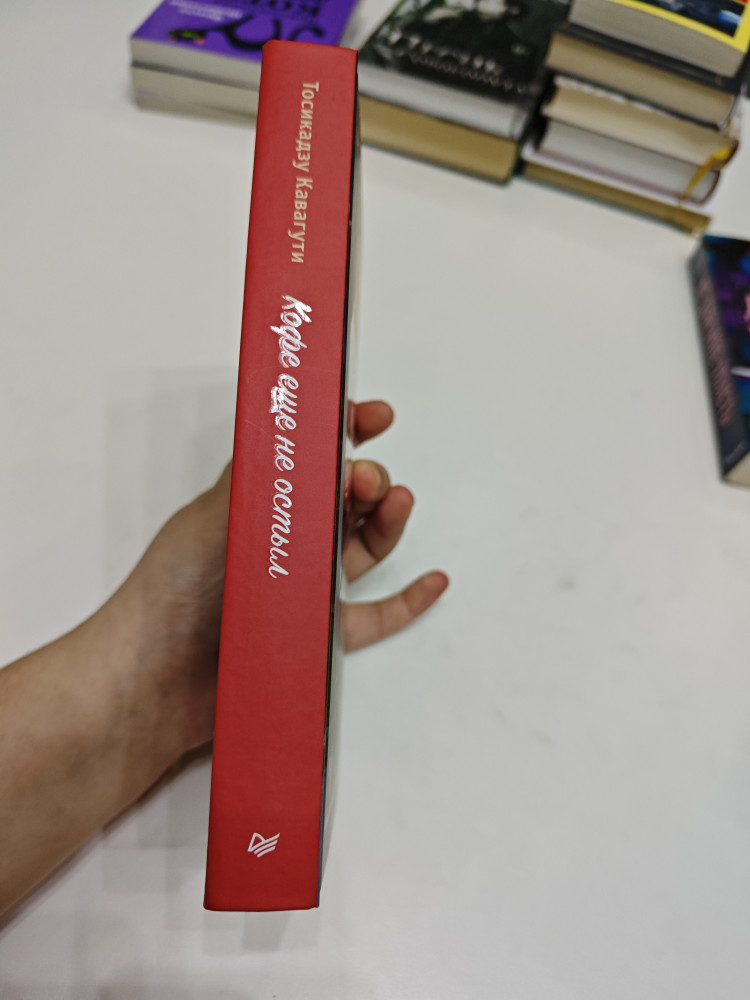 Тосикадзу Кавагути
Кофе еще не остыл